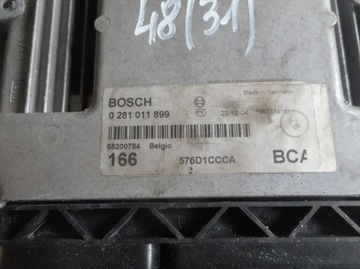 48(31)
BOSCH
Made in Germany
0 281 011 899
22-12-04
55200784 Belgio
166
576D1CCCA
BCA